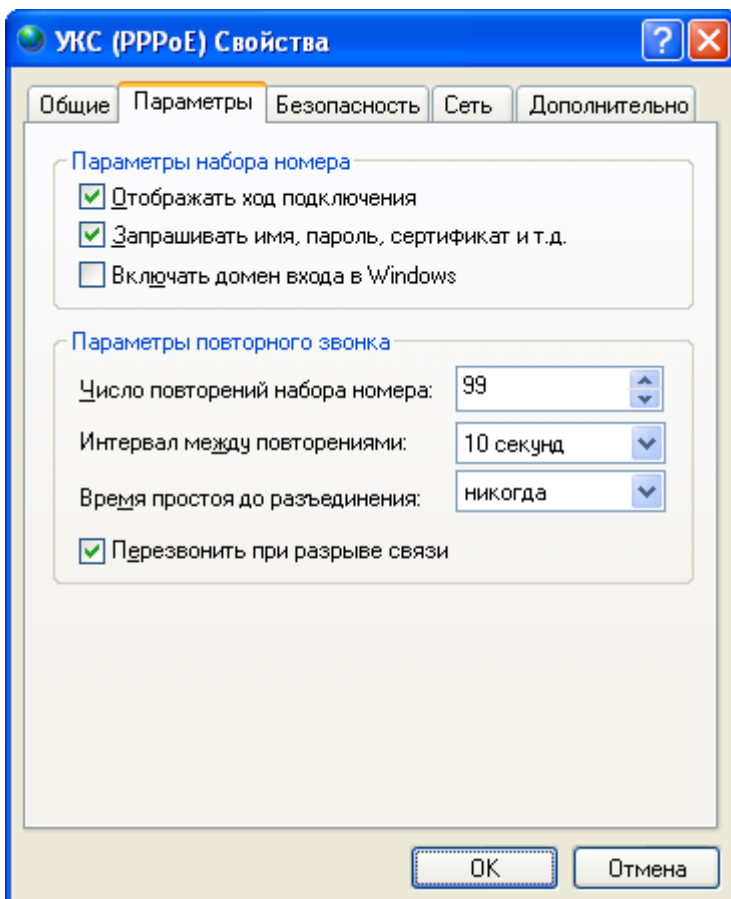 УКС (PPPoE) Свойства
Общие Параметры Безопасность Сеть Дополнительно
Параметры набора номера
Отображать ход подключения
Запрашивать имя, пароль, сертификат и т.д.
Включать домен входа в Windows
Параметры повторного звонка
Число повторений набора номера: 99
Интервал между повторениями: 10 секунд
Время простоя до разъединения: никогда
Перезвонить при разрыве связи
OK Отмена